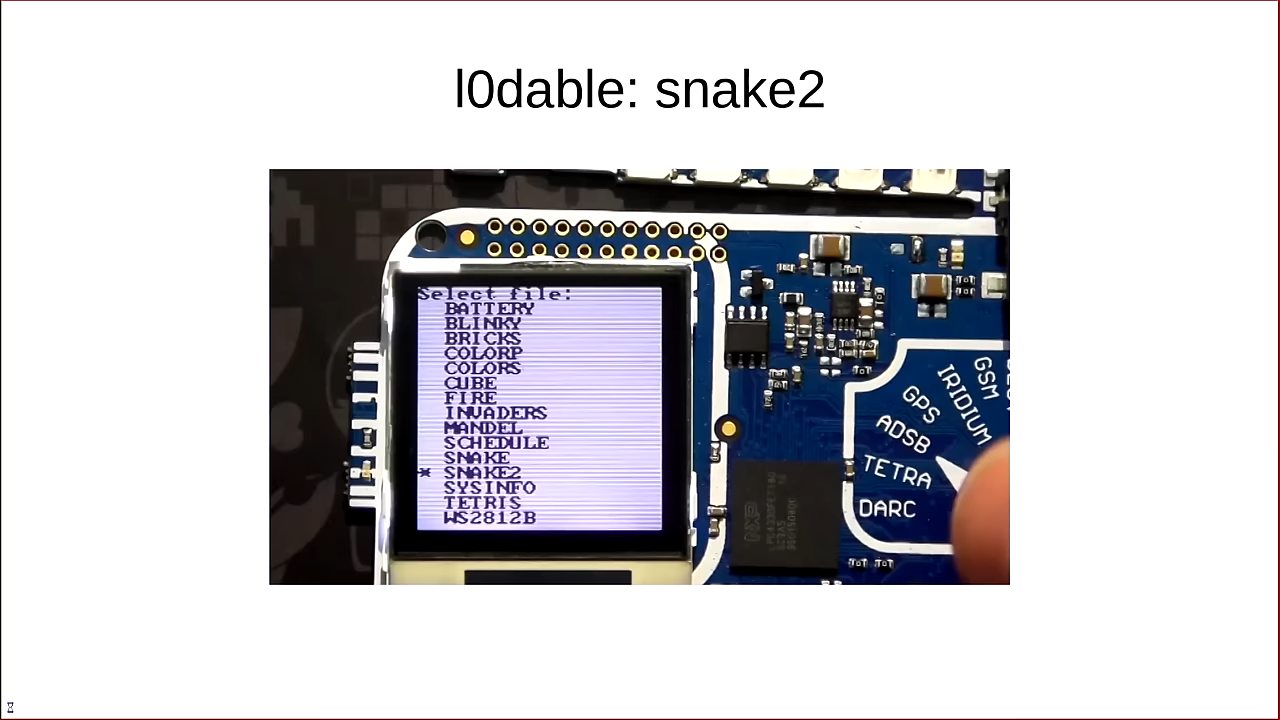 l0dable: snake2
Select file:
BATTERY
BLINKY
BRICKS
COLORP
COLORS
CUBE
FIRE
INVADERS
MANDEL
SCHEDULE
SNAKE
* SNAKE2
SYSINFO
TETRIS
WS2812B
GSM
IRIDIUM
GPS
ADSB
TETRA
DARC